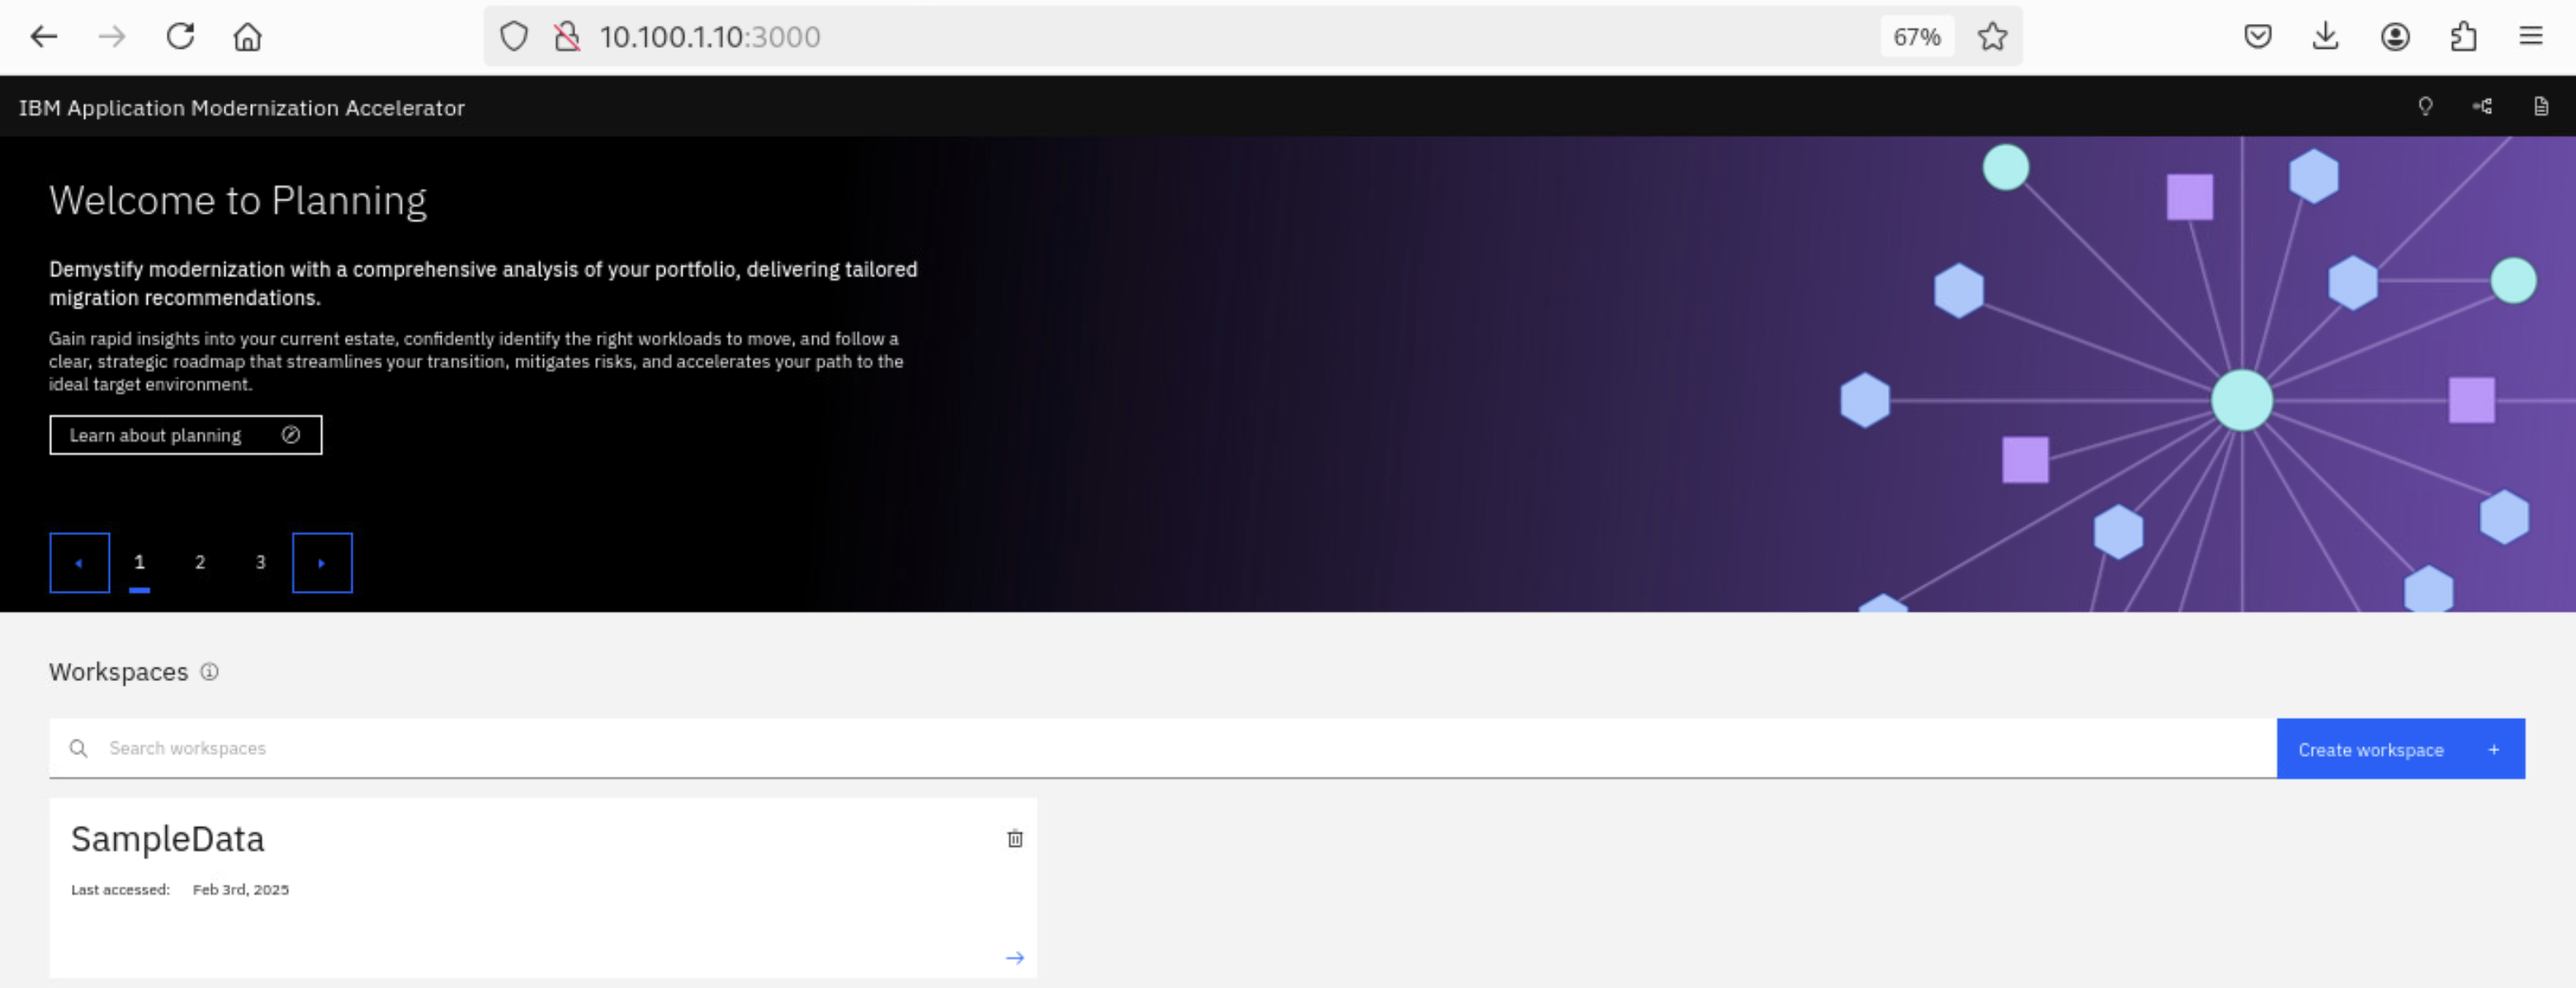 10.100.1.10:3000
67%
IBM Application Modernization Accelerator
Welcome to Planning
Demystify modernization with a comprehensive analysis of your portfolio, delivering tailored
migration recommendations.
Gain rapid insights into your current estate, confidently identify the right workloads to move, and follow a
clear, strategic roadmap that streamlines your transition, mitigates risks, and accelerates your path to the
ideal target environment.
Learn about planning
1 2 3
Workspaces
Search workspaces
Create workspace +
SampleData
Last accessed: Feb 3rd, 2025